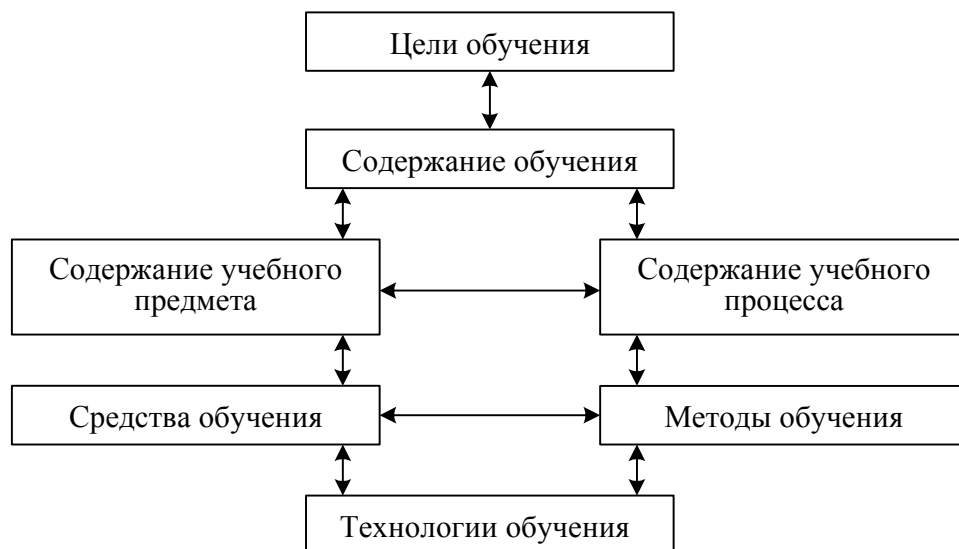 Цели обучения
Содержание обучения
Содержание учебного
предмета
Содержание учебного
процесса
Средства обучения
Методы обучения
Технологии обучения